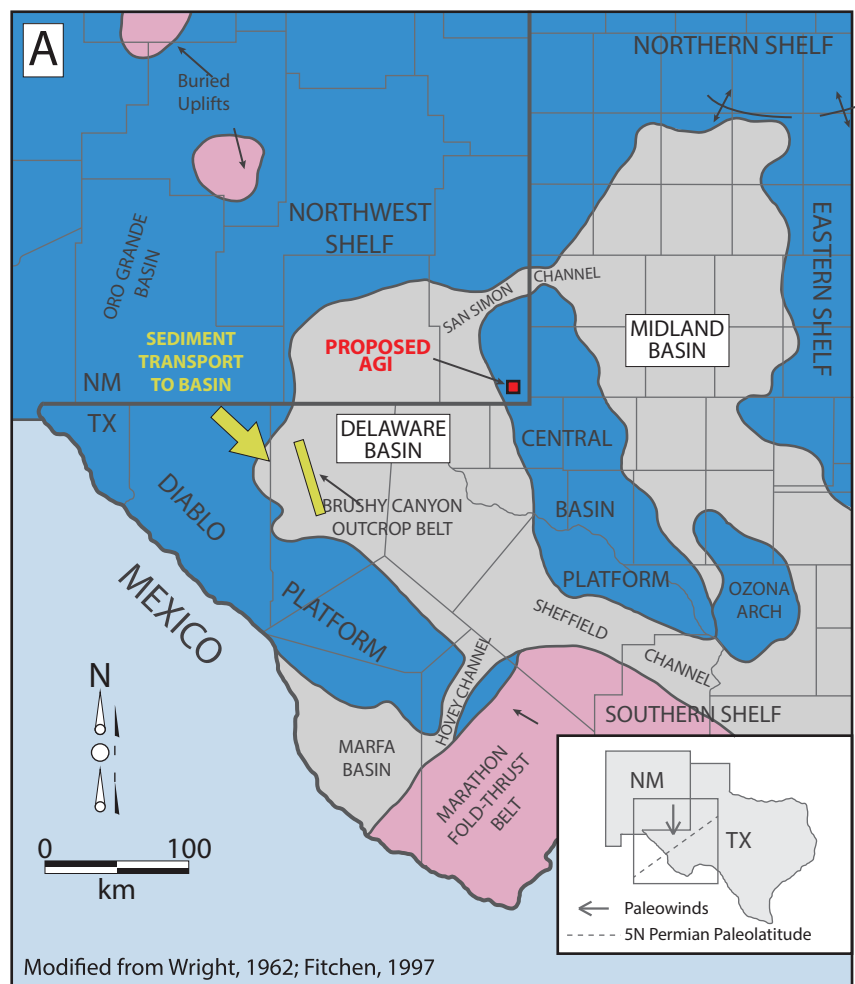 A
NORTHERN SHELF
Buried
Uplifts
NORTHWEST
SHELF
EASTERN SHELF
ORO GRANDE
BASIN
SAN SIMON
CHANNEL
MIDLAND
BASIN
SEDIMENT
TRANSPORT
TO BASIN
PROPOSED
AGI
NM
TX
DELAWARE
BASIN
CENTRAL
BASIN
PLATFORM
BRUSHY CANYON
OUTCROP BELT
DIABLO
PLATFORM
OZONA
ARCH
MEXICO
SHEFFIELD
CHANNEL
HOVEY CHANNEL
SOUTHERN SHELF
MARFA
BASIN
MARATHON
FOLD-THRUST
BELT
N
0 100
km
NM
TX
Paleowinds
5N Permian Paleolatitude
Modified from Wright, 1962; Fitchen, 1997